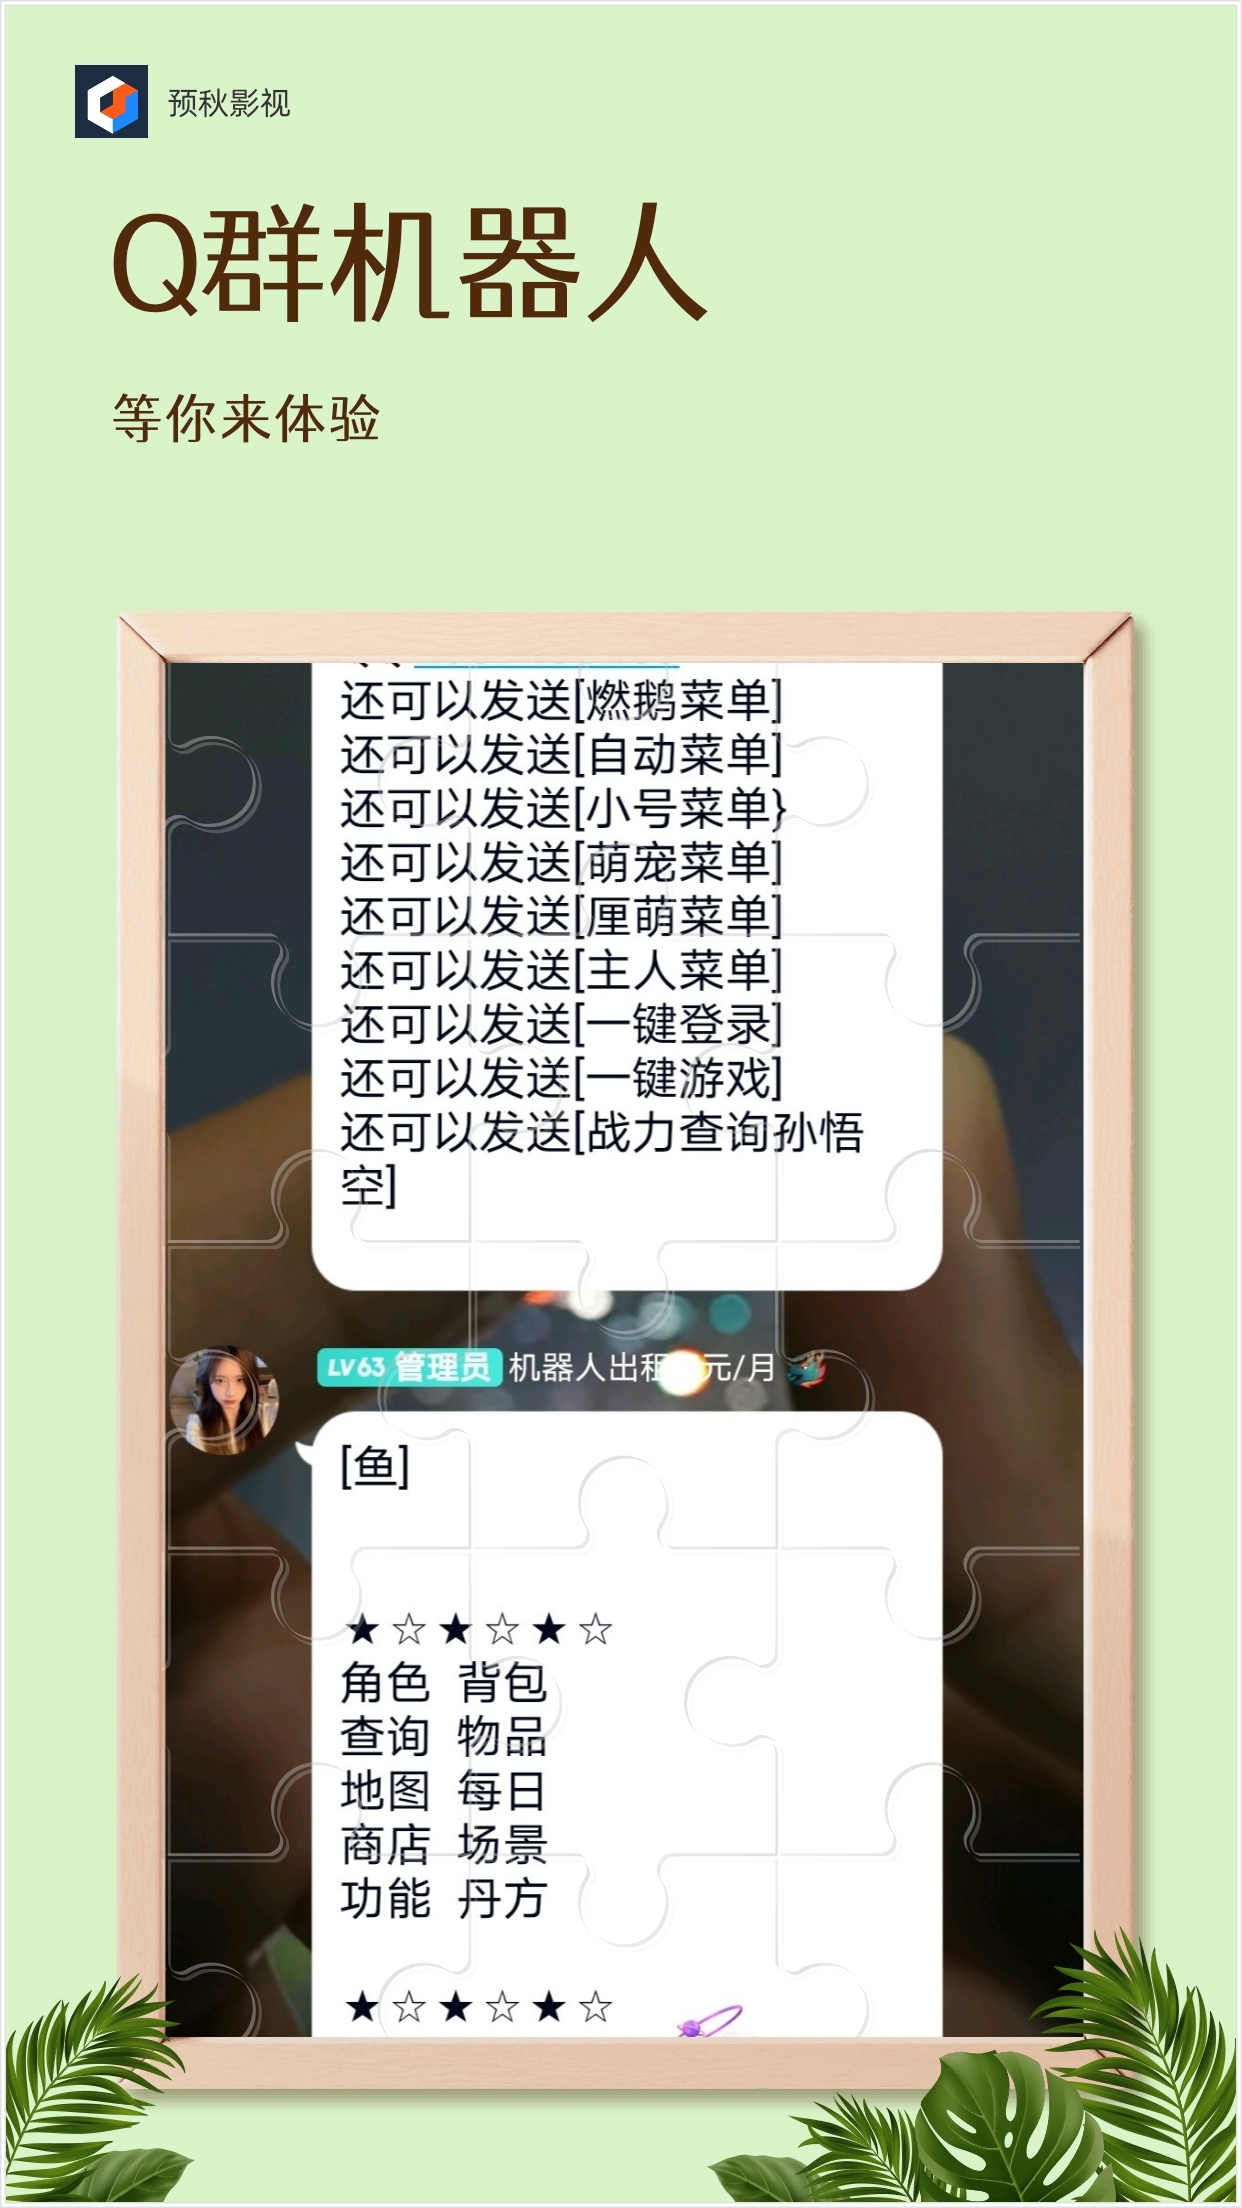 预秋影视
Q群机器人
等你来体验
还可以发送[燃鹅菜单]
还可以发送[自动菜单]
还可以发送[小号菜单}
还可以发送[萌宠菜单]
还可以发送[厘萌菜单]
还可以发送[主人菜单]
还可以发送[一键登录]
还可以发送[一键游戏]
还可以发送[战力查询孙悟
空]
LV63 管理员 机器人出租 元/月
[鱼]
★☆★☆★☆
角色 背包
查询 物品
地图 每日
商店 场景
功能 丹方
★☆★☆★☆